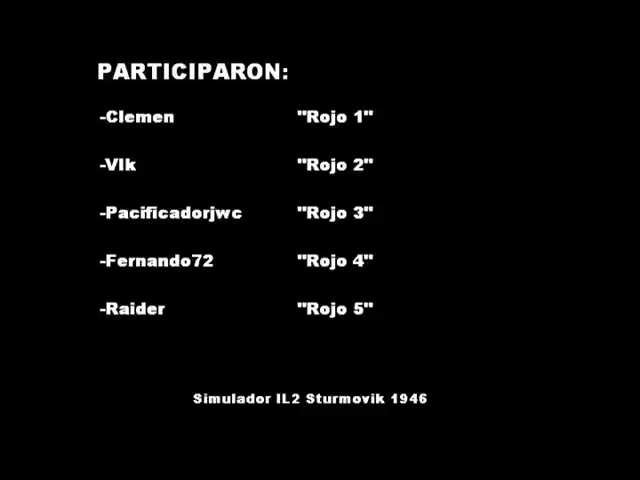 PARTICIPARON:
-Clemen "Rojo 1"
-Vlk "Rojo 2"
-Pacificadorjwc "Rojo 3"
-Fernando72 "Rojo 4"
-Raider "Rojo 5"
Simulador IL2 Sturmovik 1946